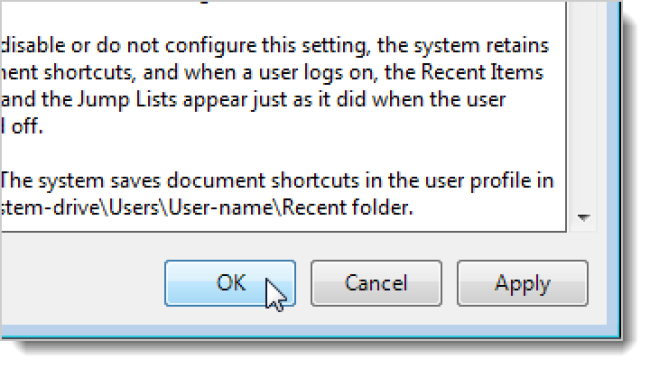 disable or do not configure this setting, the system retains
ent shortcuts, and when a user logs on, the Recent Items
and the Jump Lists appear just as it did when the user
off.
The system saves document shortcuts in the user profile in
stem-drive\Users\User-name\Recent folder.
OK Cancel Apply